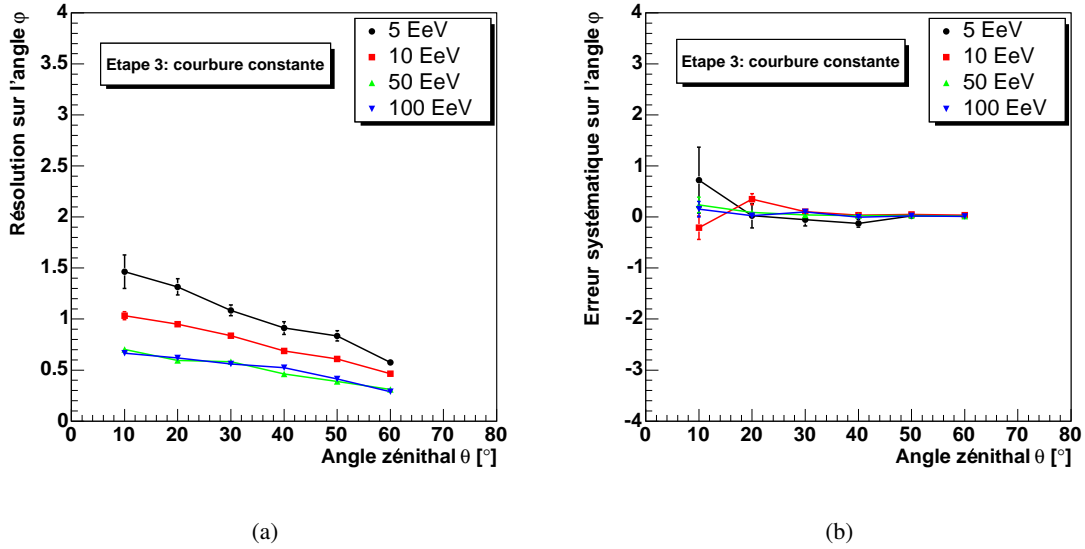 Résolution sur l'angle φ
4
3.5
3
2.5
2
1.5
1
0.5
0
Etape 3: courbure constante
5 EeV
10 EeV
50 EeV
100 EeV
0 10 20 30 40 50 60 70 80
Angle zénithal θ [°]
(a)
Erreur systématique sur l'angle φ
4
3
2
1
0
-1
-2
-3
-4
Etape 3: courbure constante
5 EeV
10 EeV
50 EeV
100 EeV
0 10 20 30 40 50 60 70 80
Angle zénithal θ [°]
(b)